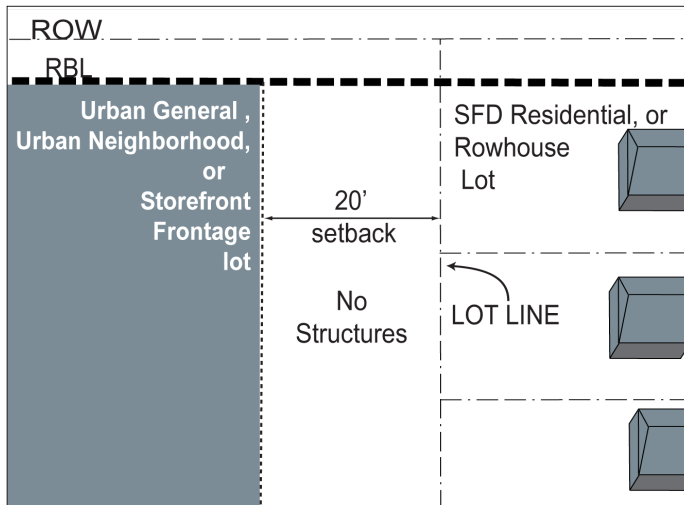 ROW
RBL
Urban General ,
Urban Neighborhood,
or
Storefront
Frontage
lot
20’
setback
No
Structures
SFD Residential, or
Rowhouse
Lot
LOT LINE